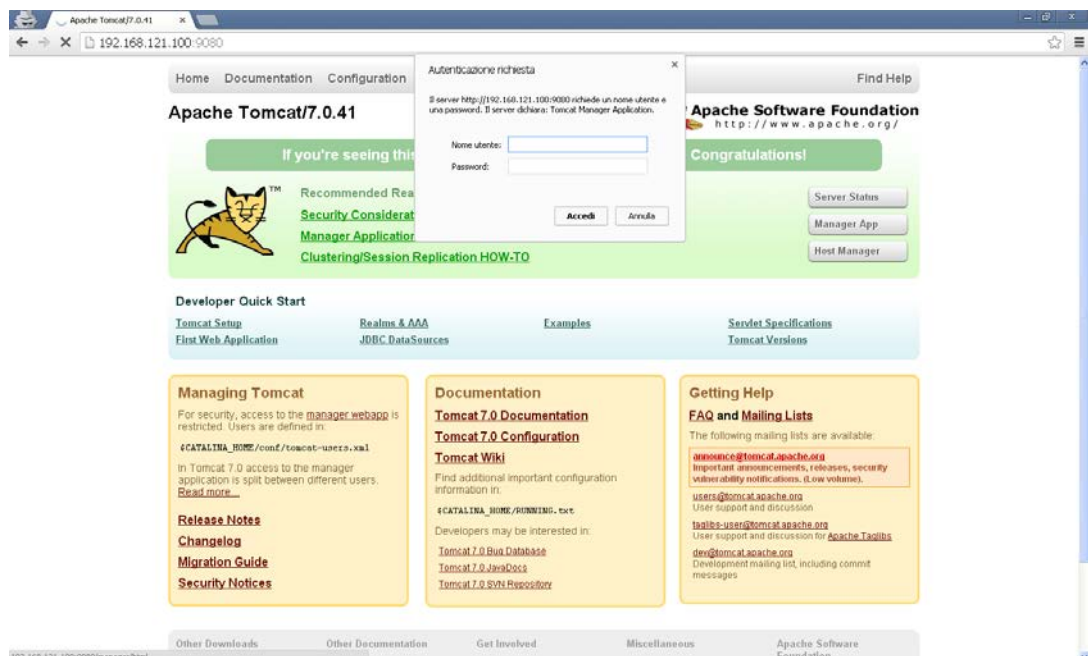 Apache Tomcat/7.0.41
192.168.121.100:9080
Home Documentation Configuration
Find Help
Autenticazione richiesta
Il server http://192.168.121.100:9080 richiede un nome utente e
una password. Il server dichiara: Tomcat Manager Application.
Nome utente:
Password:
Accedi Annulla
Apache Tomcat/7.0.41
Apache Software Foundation
http://www.apache.org/
If you're seeing this
Congratulations!
TM
Recommended Rea
Security Considerat
Manager Application
Clustering/Session Replication HOW-TO
Server Status
Manager App
Host Manager
Developer Quick Start
Tomcat Setup
First Web Application
Realms & AAA
JDBC DataSources
Examples
Servlet Specifications
Tomcat Versions
Managing Tomcat
For security, access to the manager webapp is
restricted. Users are defined in:
$CATALINA_HOME/conf/tomcat-users.xml
In Tomcat 7.0 access to the manager
application is split between different users.
Read more...
Release Notes
Changelog
Migration Guide
Security Notices
Documentation
Tomcat 7.0 Documentation
Tomcat 7.0 Configuration
Tomcat Wiki
Find additional important configuration
information in:
$CATALINA_HOME/RUNNING.txt
Developers may be interested in:
Tomcat 7.0 Bug Database
Tomcat 7.0 JavaDocs
Tomcat 7.0 SVN Repository
Getting Help
FAQ and Mailing Lists
The following mailing lists are available:
announce@tomcat.apache.org
Important announcements, releases, security
vulnerability notifications. (Low volume).
users@tomcat.apache.org
User support and discussion
taglibs-user@tomcat.apache.org
User support and discussion for Apache Taglibs
dev@tomcat.apache.org
Development mailing list, including commit
messages
Other Downloads
Other Documentation
Get Involved
Miscellaneous
Apache Software
Foundation